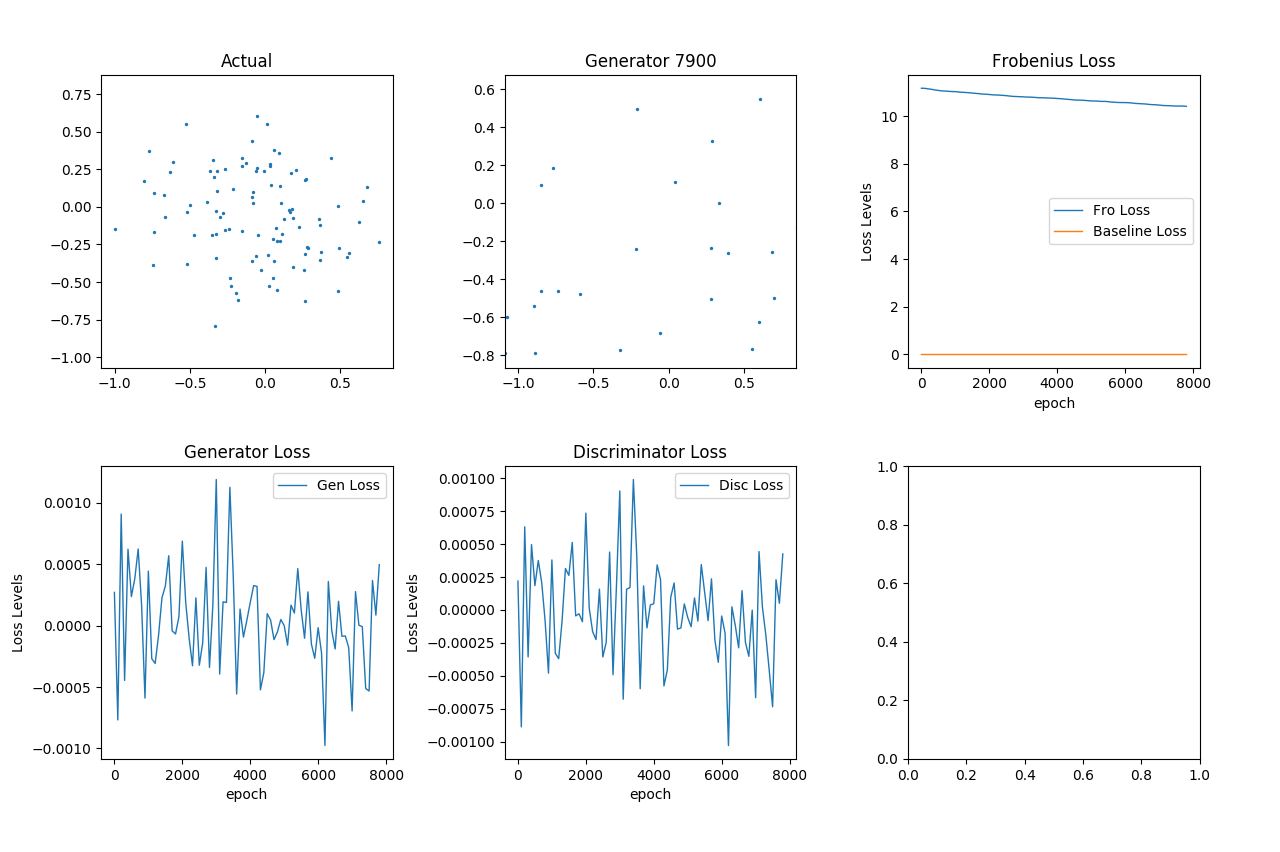 Actual
0.75
0.50
0.25
0.00
−0.25
−0.50
−0.75
−1.00
−1.0 −0.5 0.0 0.5
Generator 7900
0.6
0.4
0.2
0.0
−0.2
−0.4
−0.6
−0.8
−1.0 −0.5 0.0 0.5
Frobenius Loss
Loss Levels
10
8
6
4
2
0
Fro Loss
Baseline Loss
0 2000 4000 6000 8000
epoch
Generator Loss
Loss Levels
Gen Loss
0.0010
0.0005
0.0000
−0.0005
−0.0010
0 2000 4000 6000 8000
epoch
Discriminator Loss
Loss Levels
Disc Loss
0.00100
0.00075
0.00050
0.00025
0.00000
−0.00025
−0.00050
−0.00075
−0.00100
0 2000 4000 6000 8000
epoch
1.0
0.8
0.6
0.4
0.2
0.0
0.0 0.2 0.4 0.6 0.8 1.0